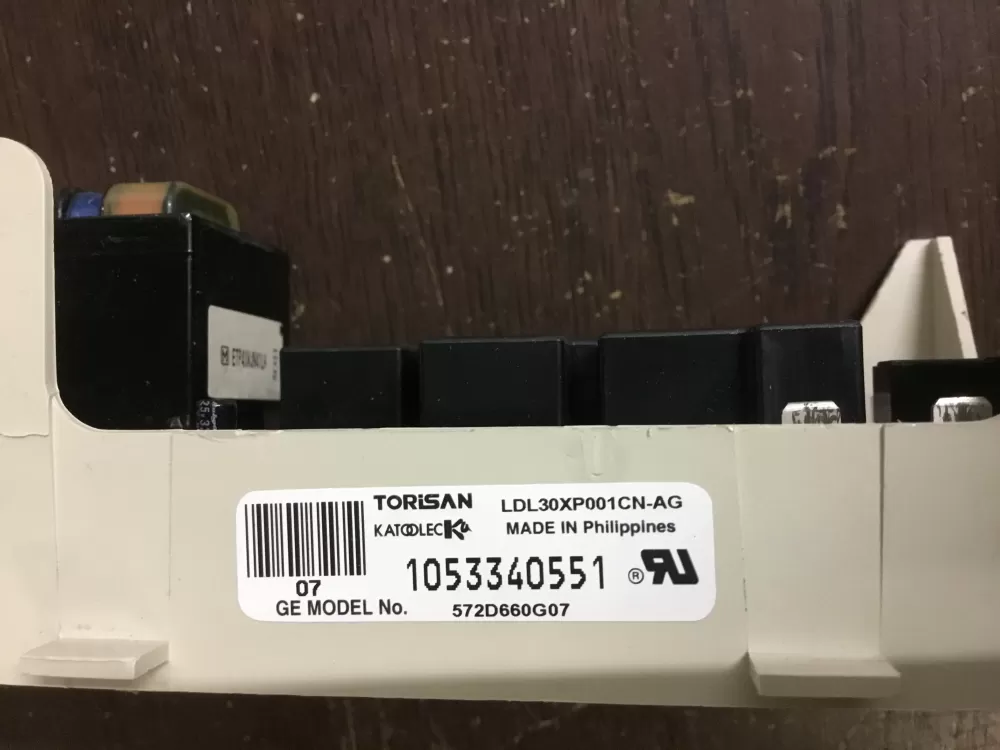 TORiSAN LDL30XP001CN-AG
KATOOLEC MADE IN Philippines
1053340551 ®
07
GE MODEL No. 572D660G07